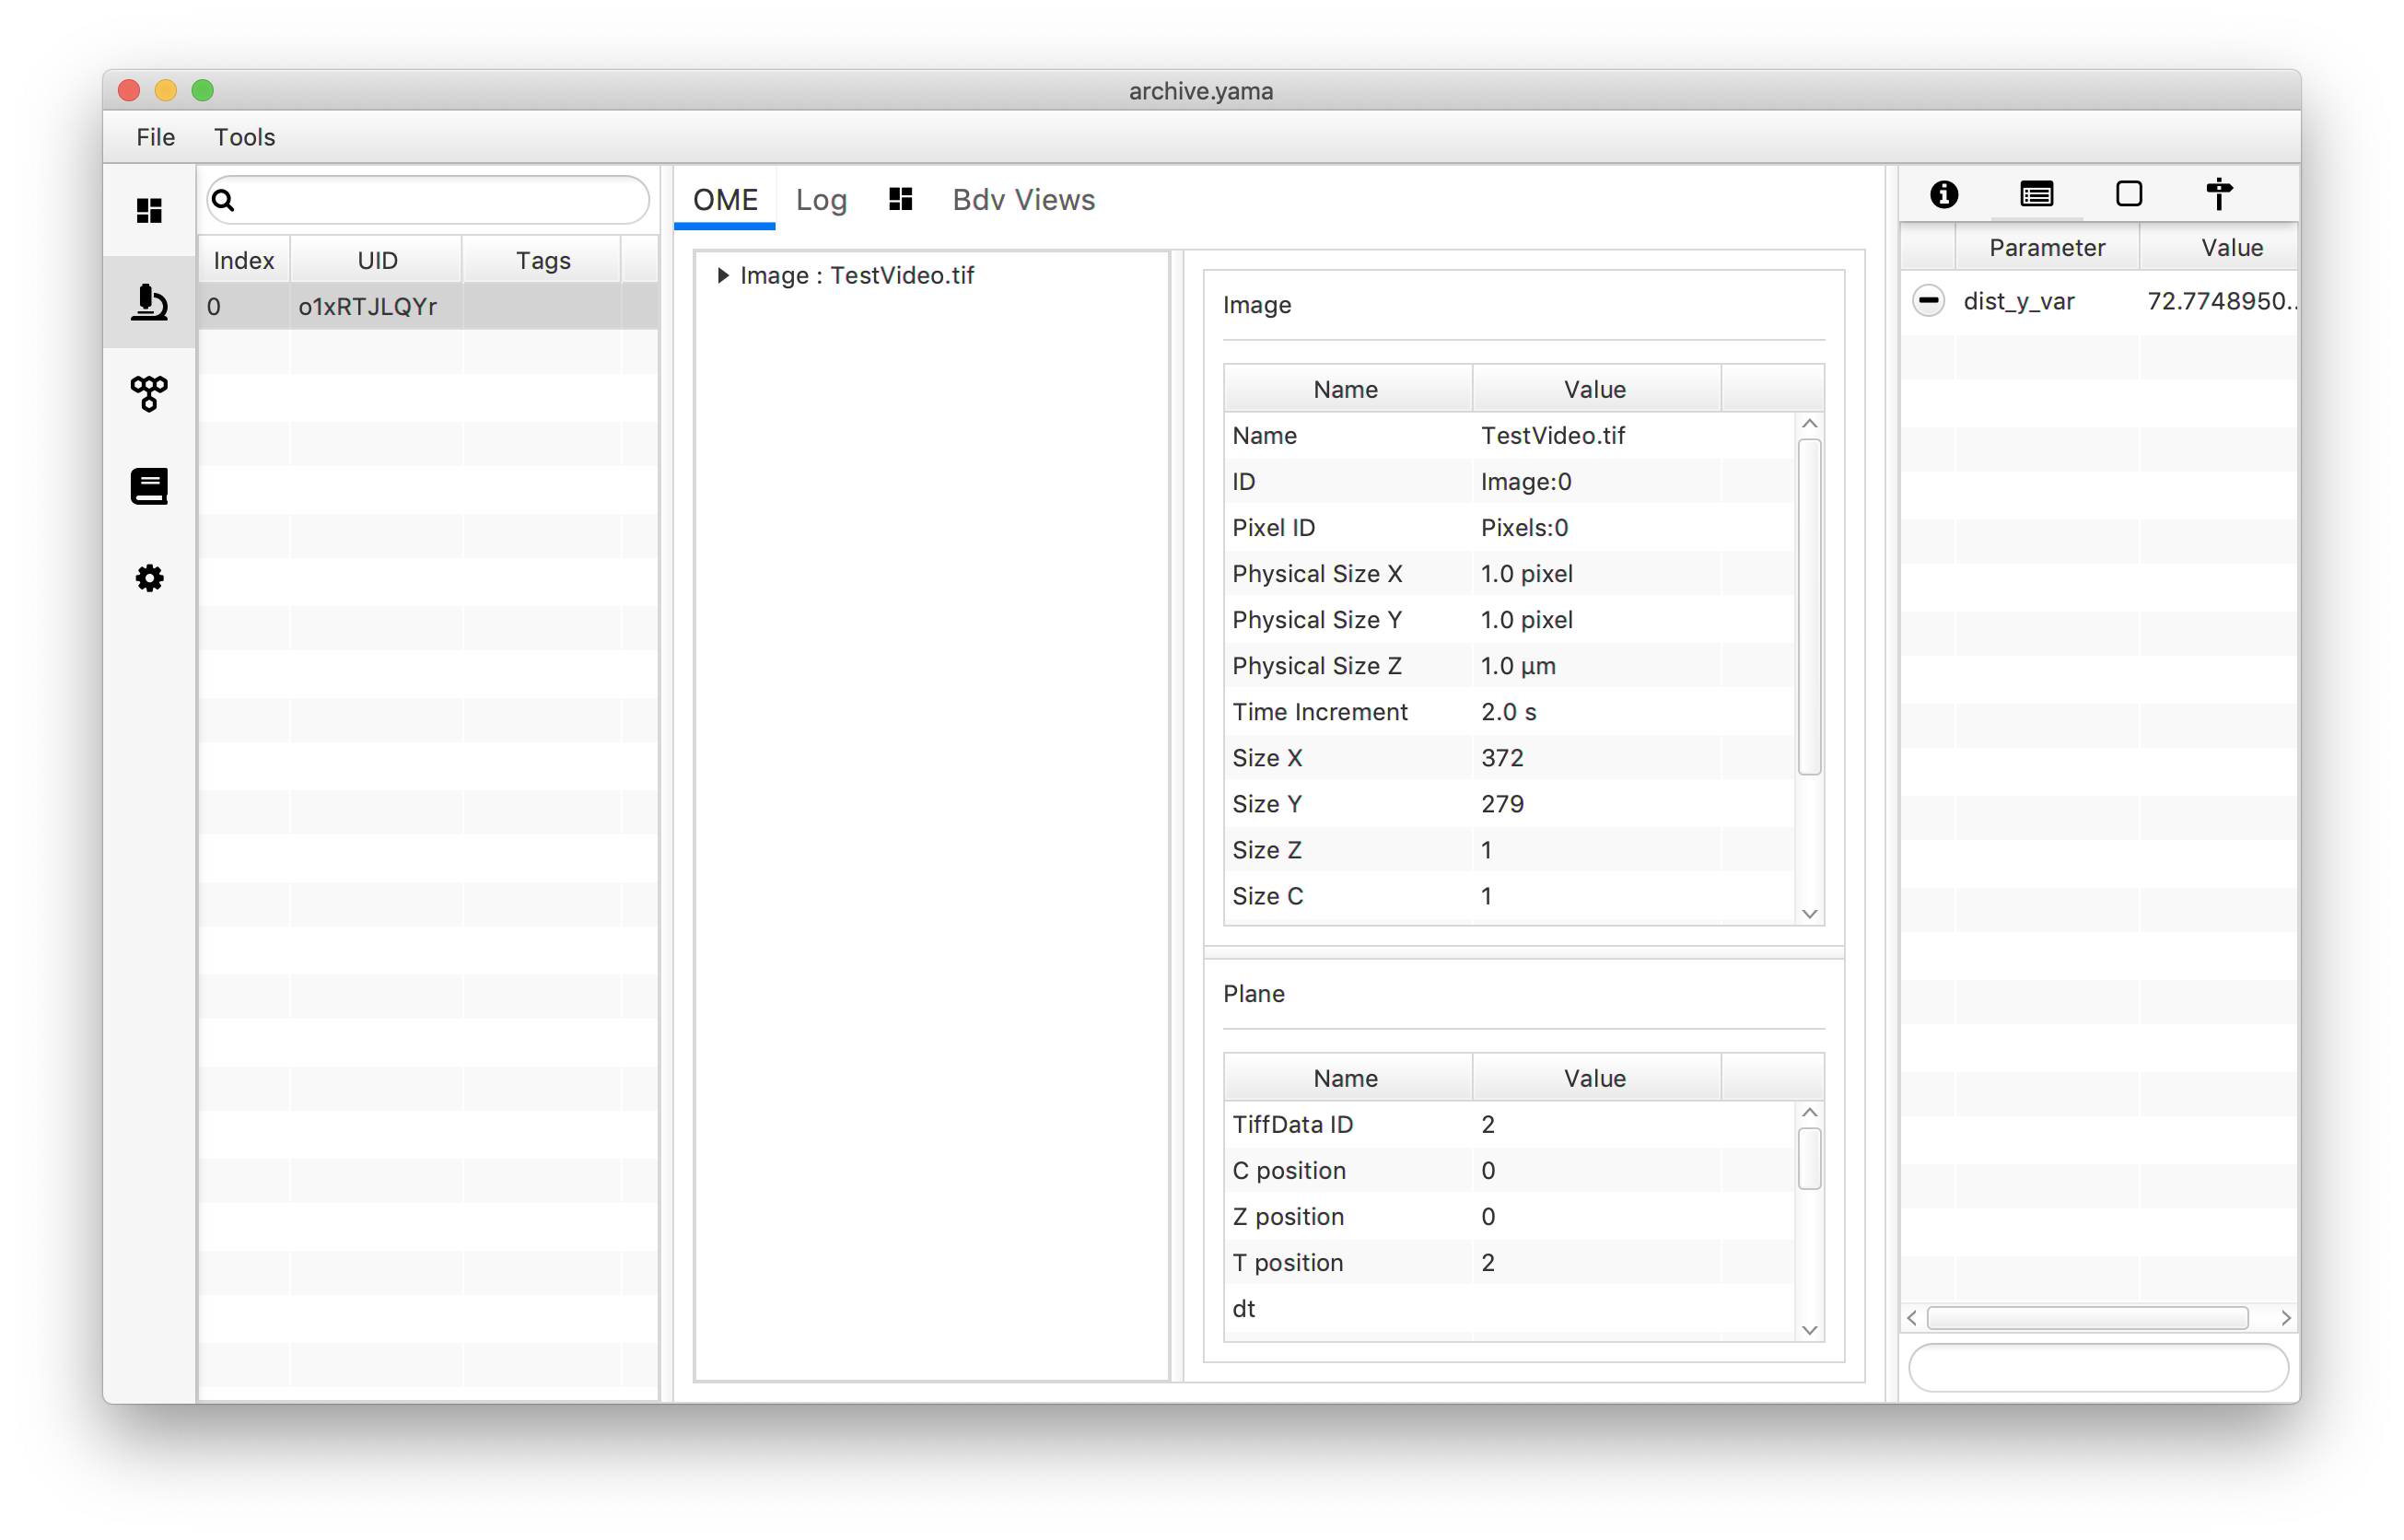 archive.yama
File Tools
Index UID Tags
0 o1xRTJLQYr
OME Log Bdv Views
Image : TestVideo.tif
Image
Name Value
Name TestVideo.tif
ID Image:0
Pixel ID Pixels:0
Physical Size X 1.0 pixel
Physical Size Y 1.0 pixel
Physical Size Z 1.0 µm
Time Increment 2.0 s
Size X 372
Size Y 279
Size Z 1
Size C 1
Plane
Name Value
TiffData ID 2
C position 0
Z position 0
T position 2
dt
Parameter Value
dist_y_var 72.7748950..